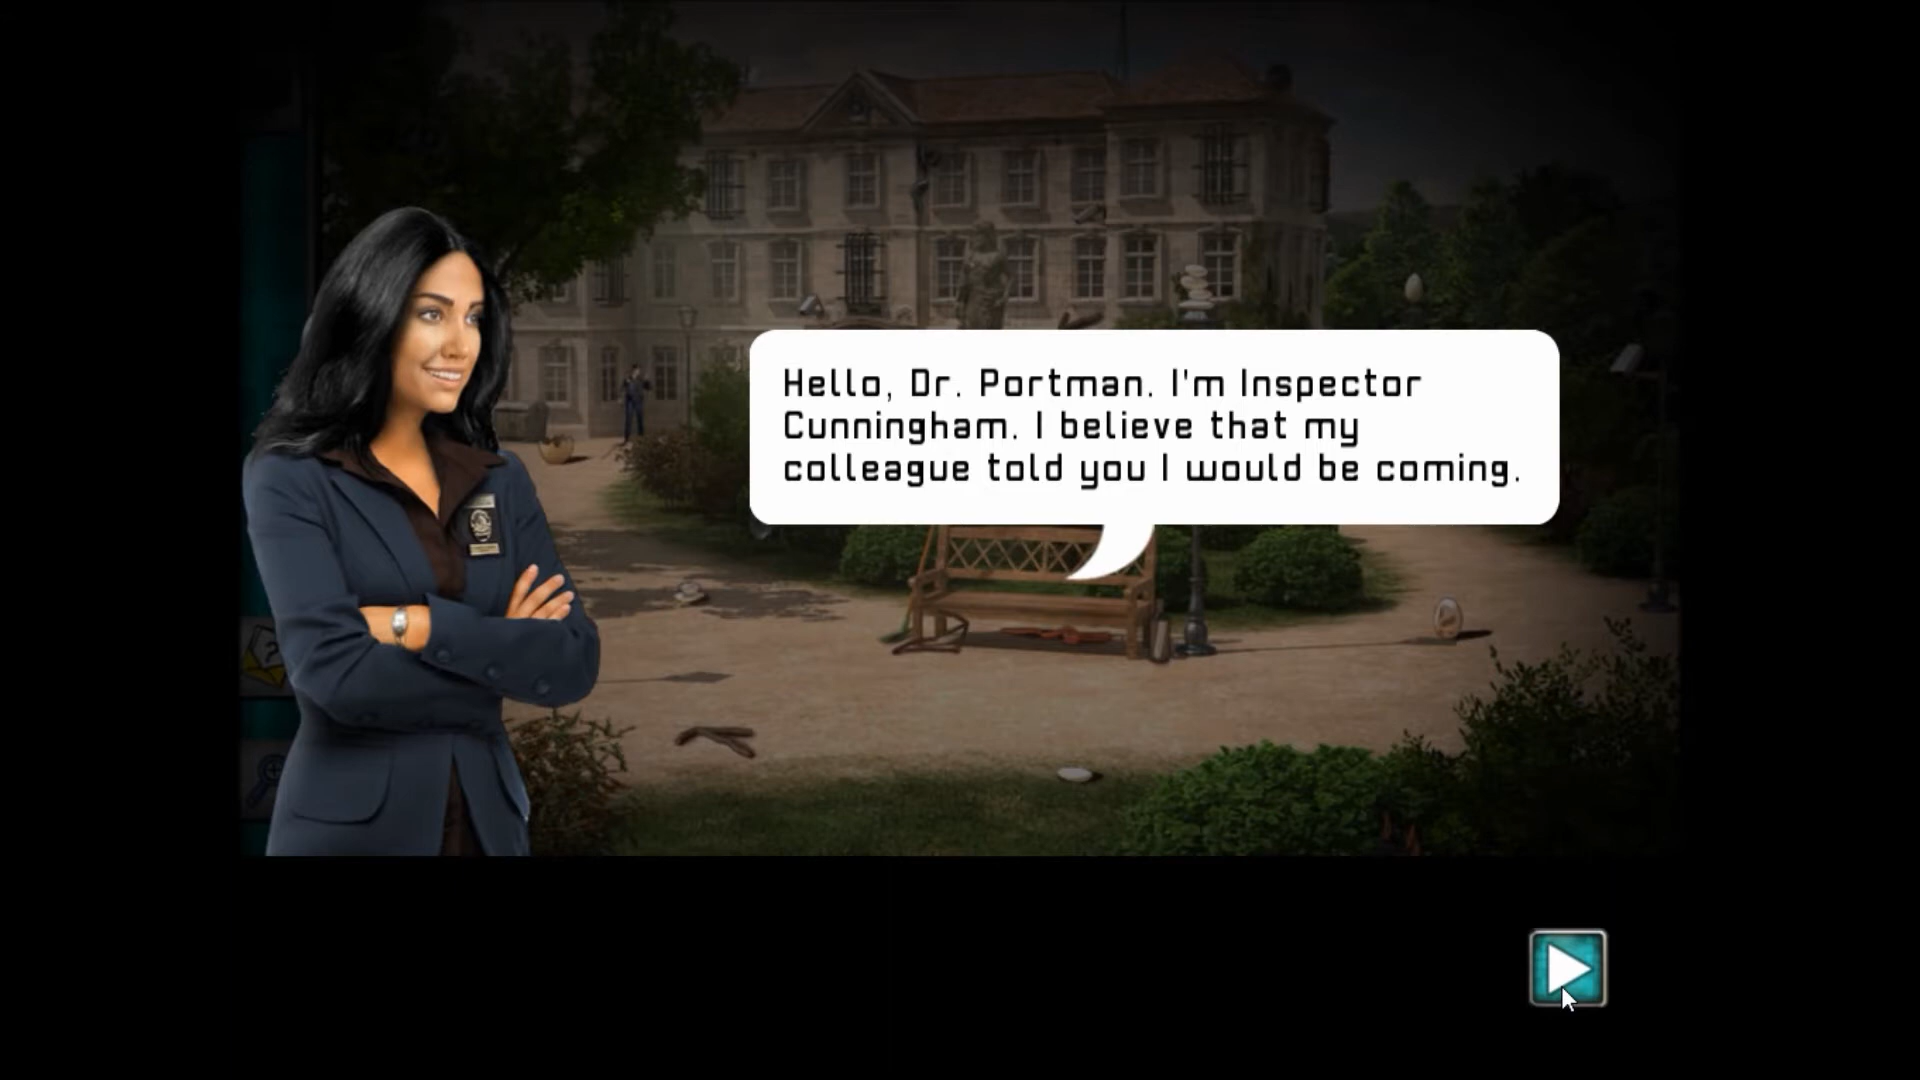 Hello, Dr. Portman. I'm Inspector
Cunningham. I believe that my
colleague told you I would be coming.
?